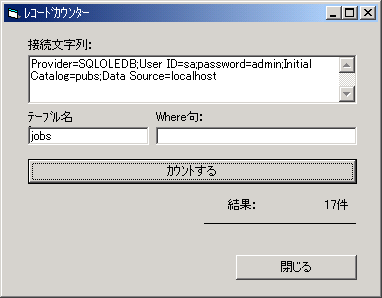 ﾚｺｰﾄﾞｶｳﾝﾀｰ
接続文字列:
Provider=SQLOLEDB;User ID=sa;password=admin;Initial
Catalog=pubs;Data Source=localhost
ﾃｰﾌﾞﾙ名 Where句:
jobs
ｶｳﾝﾄする
結果: 17件
閉じる